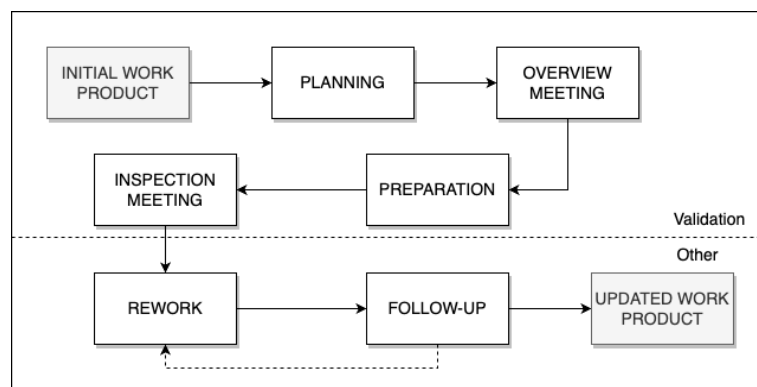 INITIAL WORK
PRODUCT
PLANNING
OVERVIEW
MEETING
INSPECTION
MEETING
PREPARATION
Validation
Other
REWORK
FOLLOW-UP
UPDATED WORK
PRODUCT